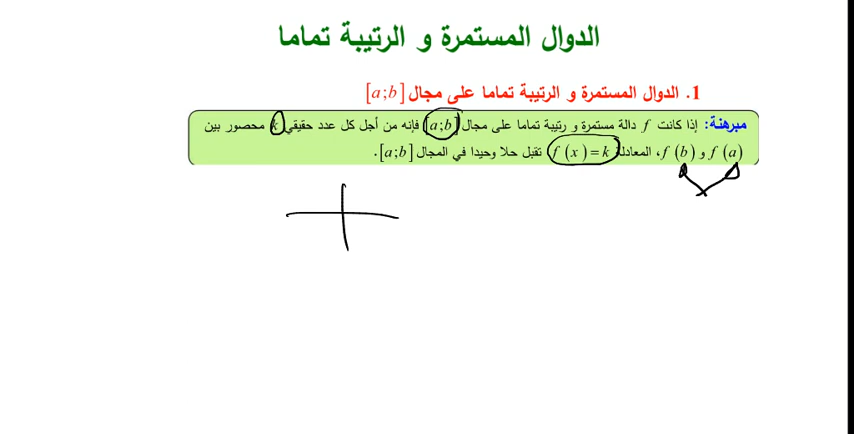 الدوال المستمرة و الرتيبة تماما
1. الدوال المستمرة و الرتيبة تماما على مجال [a;b]
مبرهنة: إذا كانت f دالة مستمرة و رتيبة تماما على مجال [a;b] فإنه من أجل كل عدد حقيقي k محصور بين
f(a) و f(b)، المعادلة f(x)=k تقبل حلا وحيدا في المجال [a;b].